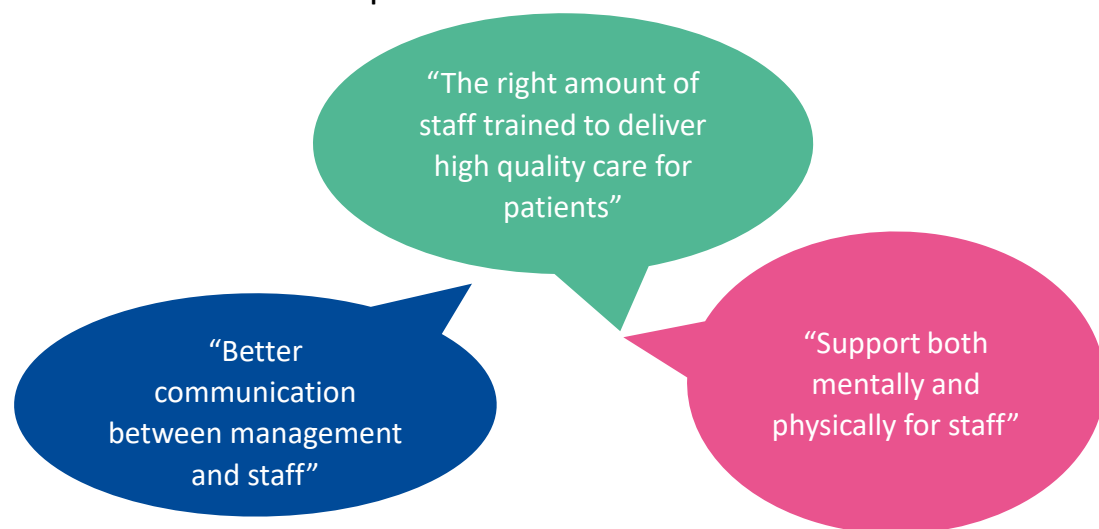 “The right amount of
staff trained to deliver
high quality care for
patients”
“Better
communication
between management
and staff”
“Support both
mentally and
physically for staff”